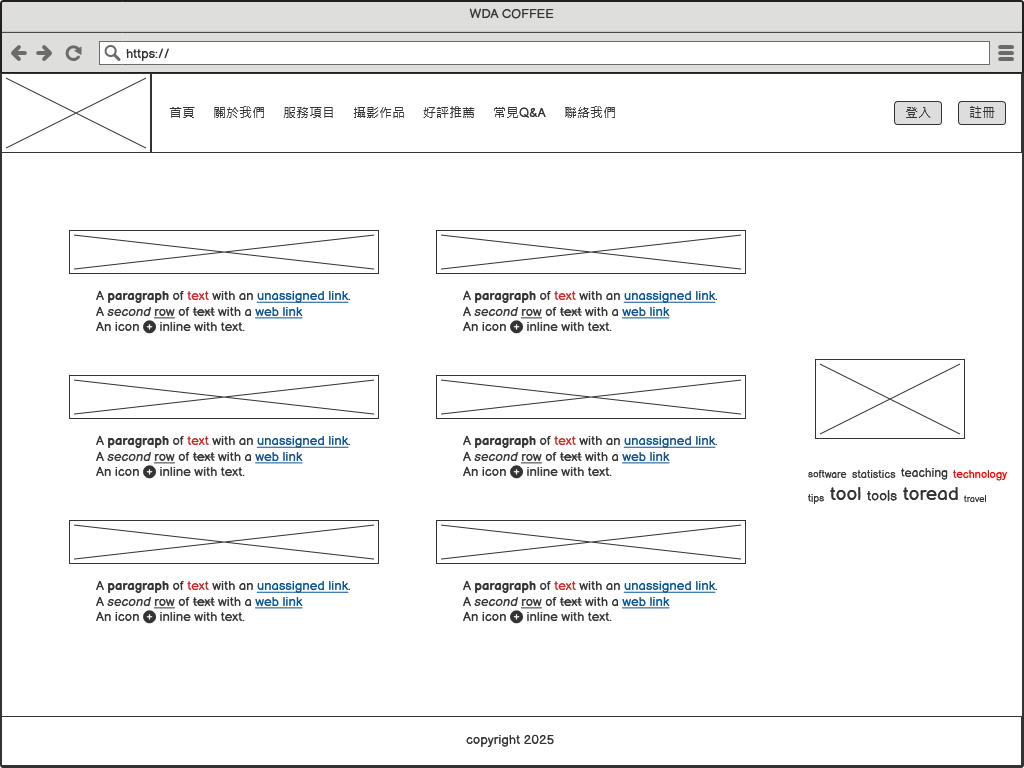 WDA COFFEE
https://
首頁 關於我們 服務項目 攝影作品 好評推薦 常見Q&A 聯絡我們 登入 註冊
A paragraph of text with an unassigned link.
A second row of text with a web link
An icon inline with text.
A paragraph of text with an unassigned link.
A second row of text with a web link
An icon inline with text.
A paragraph of text with an unassigned link.
A second row of text with a web link
An icon inline with text.
A paragraph of text with an unassigned link.
A second row of text with a web link
An icon inline with text.
A paragraph of text with an unassigned link.
A second row of text with a web link
An icon inline with text.
A paragraph of text with an unassigned link.
A second row of text with a web link
An icon inline with text.
software statistics teaching technology
tips tool tools toread travel
copyright 2025